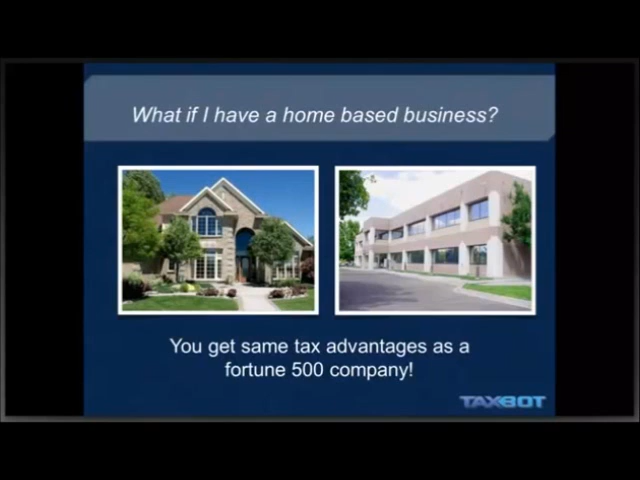 What if I have a home based business?
You get same tax advantages as a
fortune 500 company!
TAXBOT